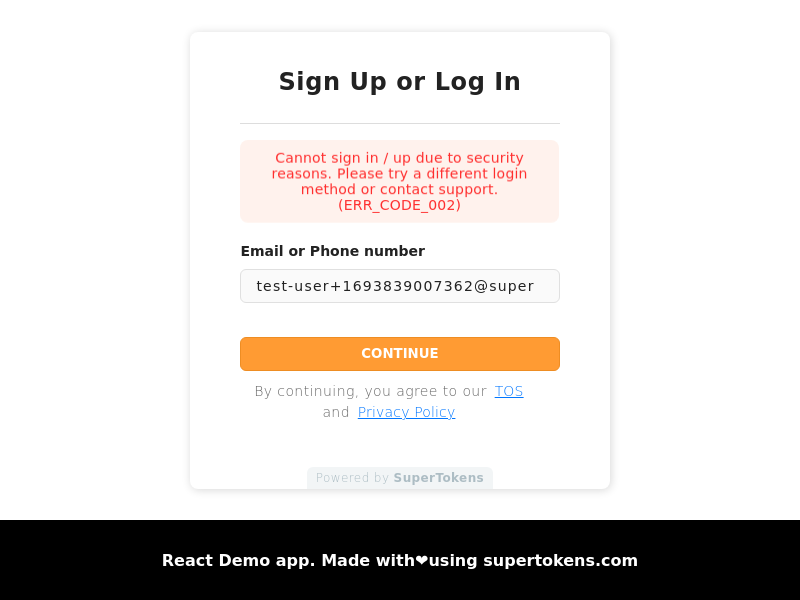 Sign Up or Log In
Cannot sign in / up due to security
reasons. Please try a different login
method or contact support.
(ERR_CODE_002)
Email or Phone number
test-user+1693839007362@super
CONTINUE
By continuing, you agree to our TOS
and Privacy Policy
Powered by SuperTokens
React Demo app. Made with❤using supertokens.com